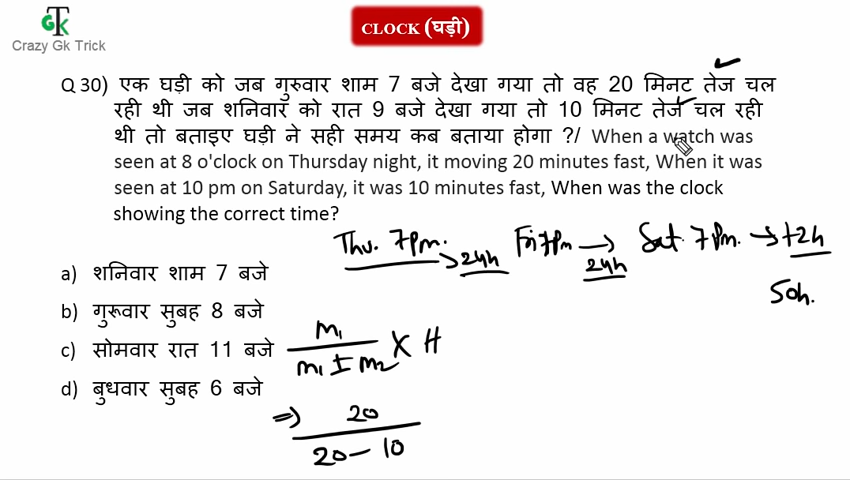 GTK
Crazy Gk Trick
CLOCK (घड़ी)
Q 30) एक घड़ी को जब गुरुवार शाम 7 बजे देखा गया तो वह 20 मिनट तेज चल
रही थी जब शनिवार को रात 9 बजे देखा गया तो 10 मिनट तेज चल रही
थी तो बताइए घड़ी ने सही समय कब बताया होगा ?/ When a watch was
seen at 8 o'clock on Thursday night, it moving 20 minutes fast, When it was
seen at 10 pm on Saturday, it was 10 minutes fast, When was the clock
showing the correct time?
Thu. 7pm. → 24h Fri 7pm → 24h Sat. 7pm. → +2h
50h.
a) शनिवार शाम 7 बजे
b) गुरूवार सुबह 8 बजे
c) सोमवार रात 11 बजे
d) बुधवार सुबह 6 बजे
m₁ / m₁ ± m₂ × H
⇒ 20 / 20 – 10